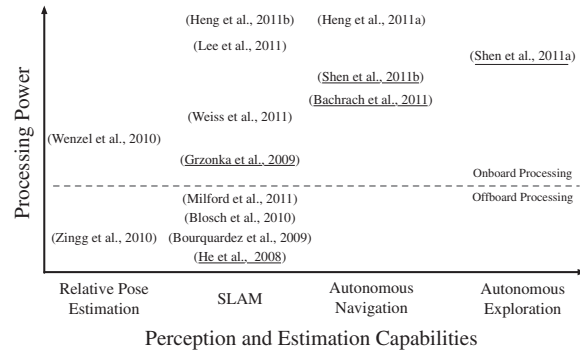 (Heng et al., 2011b) (Heng et al., 2011a)
(Lee et al., 2011)
(Shen et al., 2011a)
(Shen et al., 2011b)
(Bachrach et al., 2011)
(Weiss et al., 2011)
(Wenzel et al., 2010)
(Grzonka et al., 2009)
Onboard Processing
Offboard Processing
(Milford et al., 2011)
(Blosch et al., 2010)
(Zingg et al., 2010) (Bourquardez et al., 2009)
(He et al., 2008)
Processing Power
Relative Pose
Estimation
SLAM
Autonomous
Navigation
Autonomous
Exploration
Perception and Estimation Capabilities